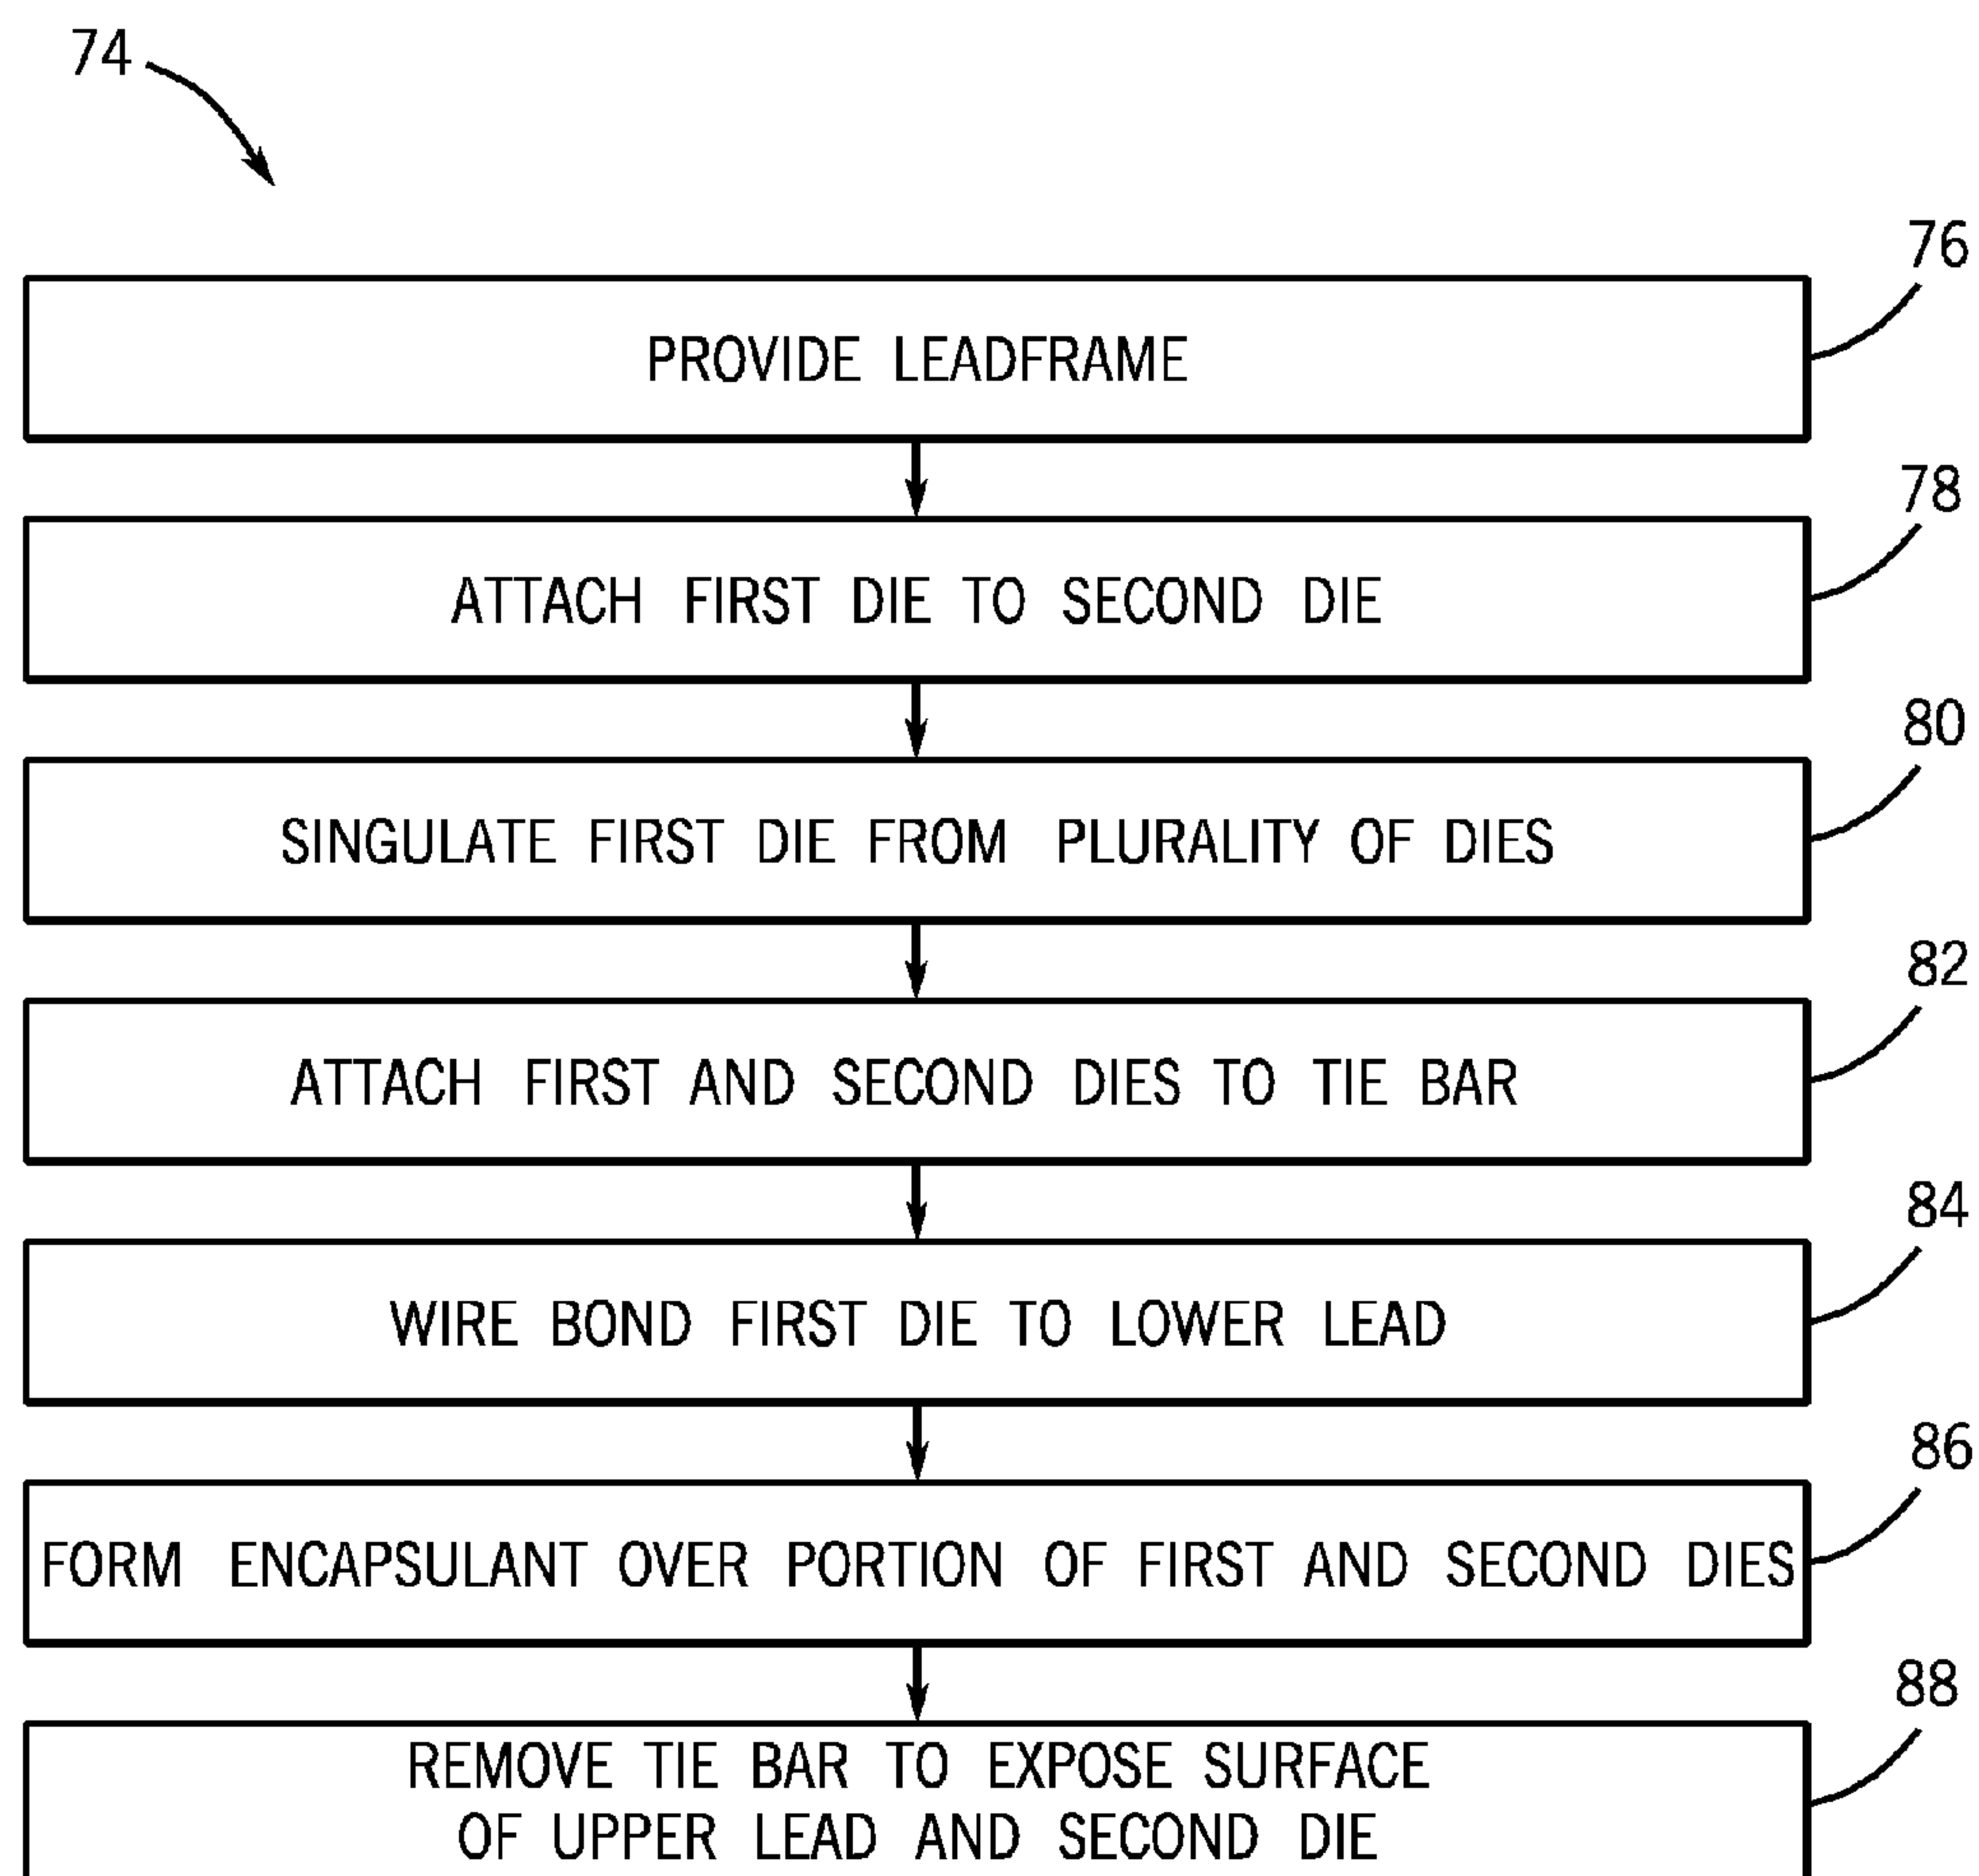 74
76
PROVIDE LEADFRAME
78
ATTACH FIRST DIE TO SECOND DIE
80
SINGULATE FIRST DIE FROM PLURALITY OF DIES
82
ATTACH FIRST AND SECOND DIES TO TIE BAR
84
WIRE BOND FIRST DIE TO LOWER LEAD
86
FORM ENCAPSULANT OVER PORTION OF FIRST AND SECOND DIES
88
REMOVE TIE BAR TO EXPOSE SURFACE
OF UPPER LEAD AND SECOND DIE